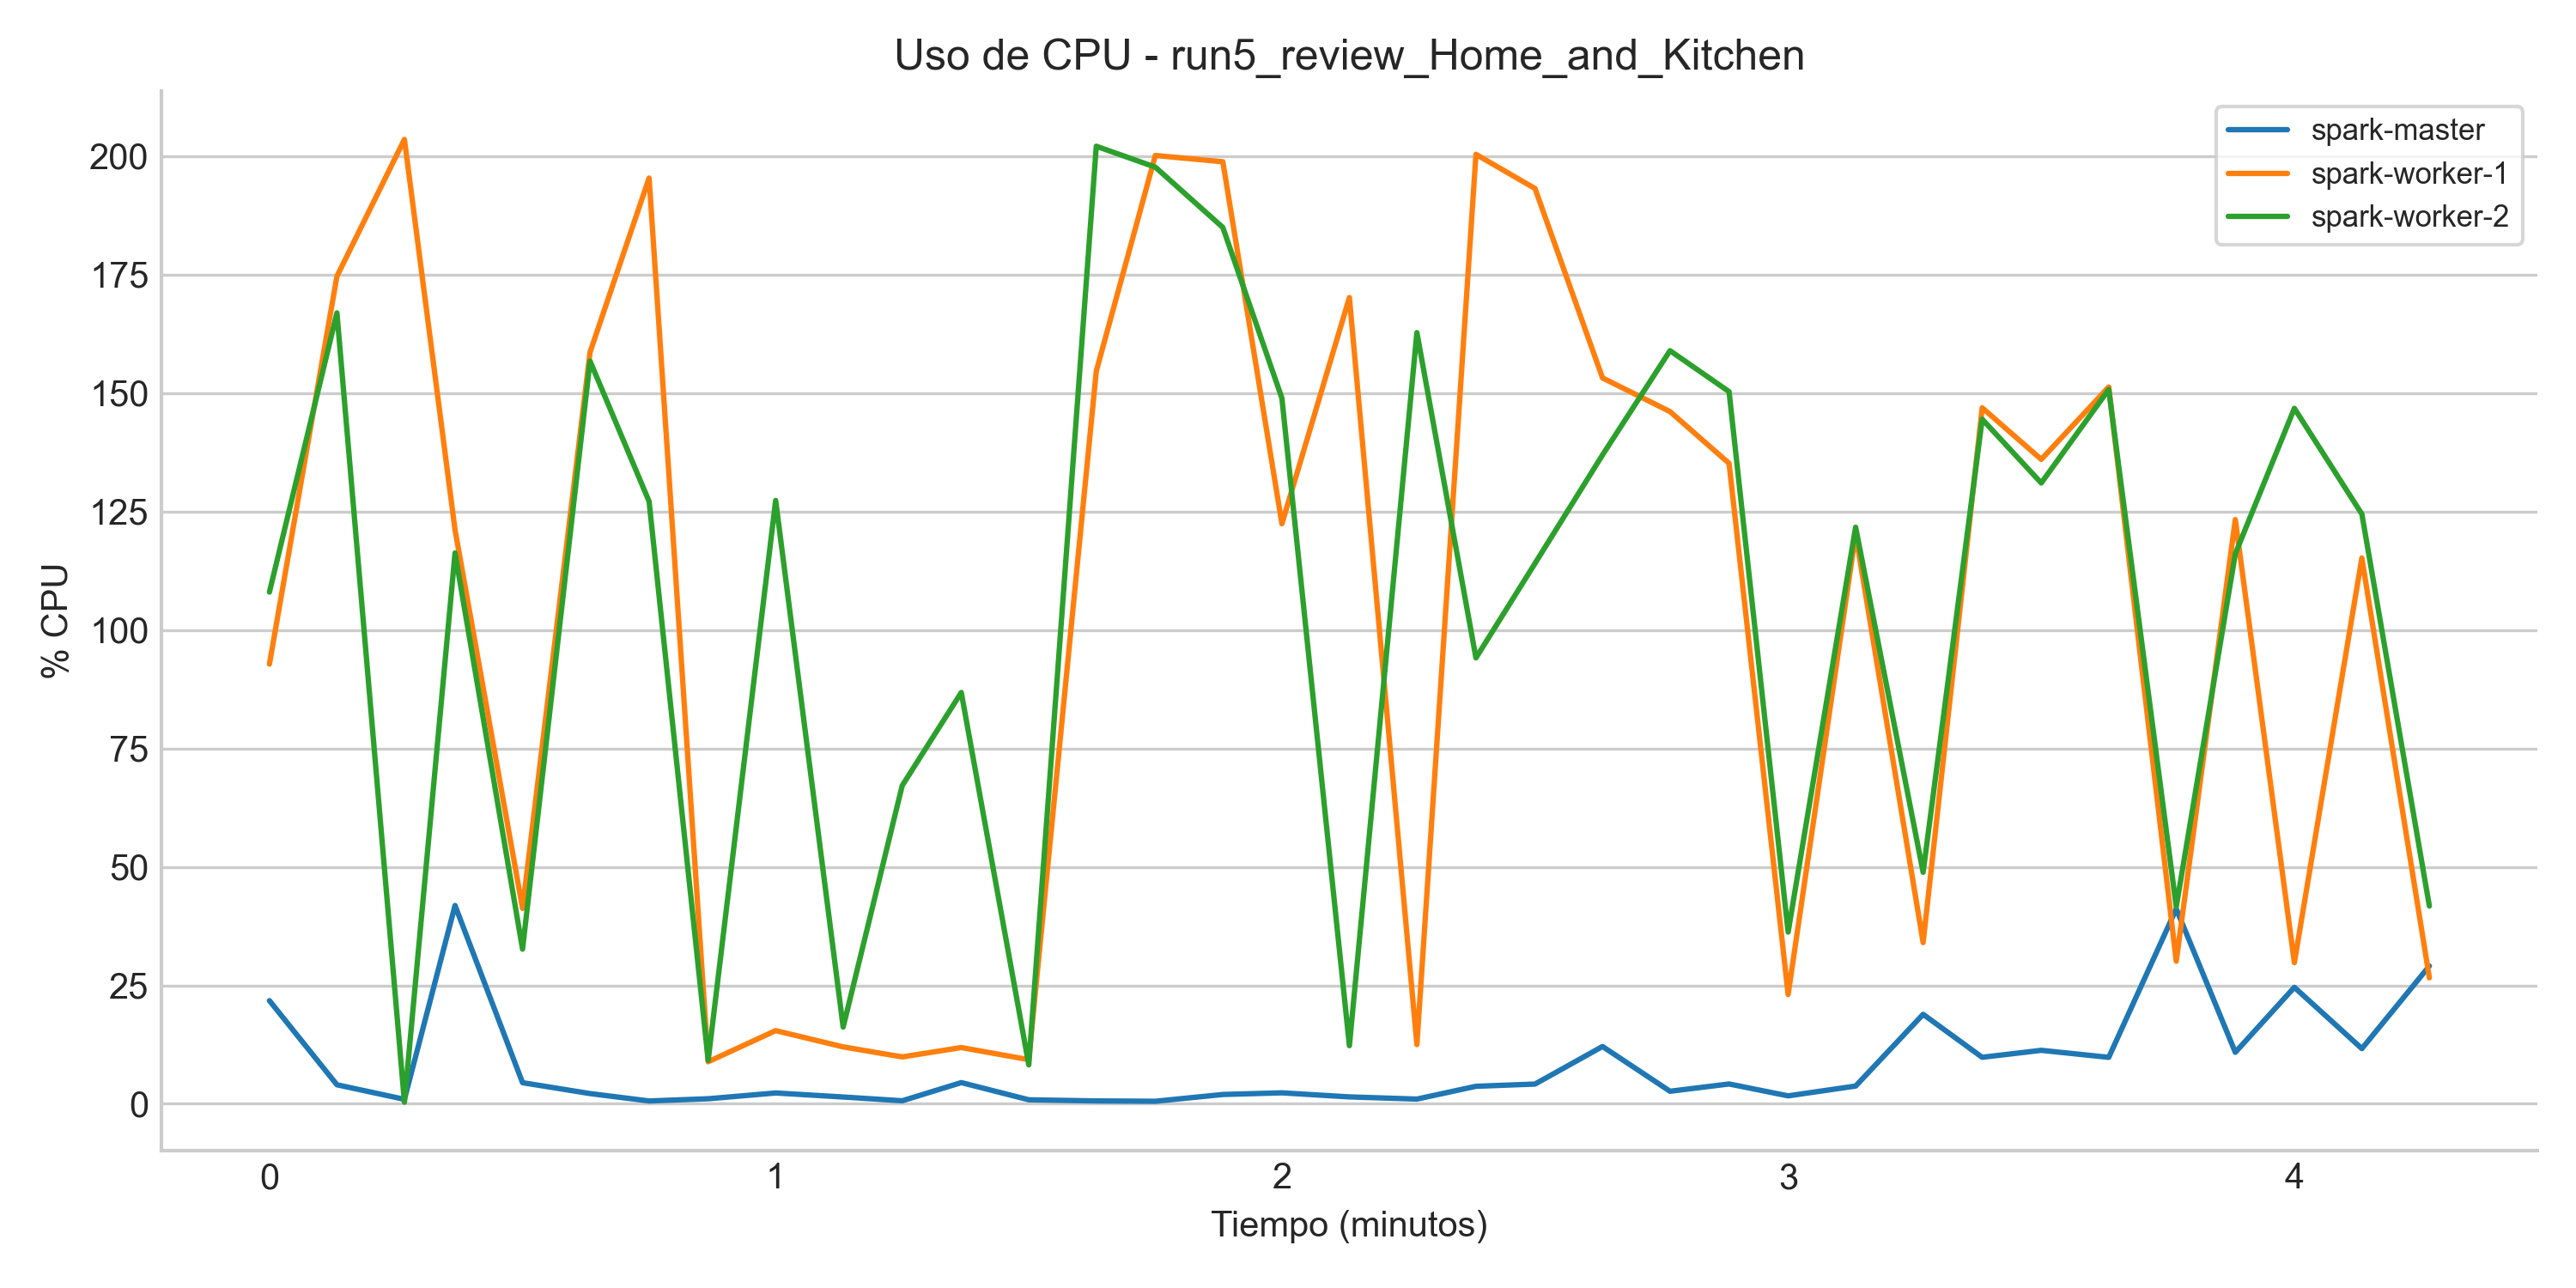 Uso de CPU - run5_review_Home_and_Kitchen
spark-master
spark-worker-1
spark-worker-2
200
175
150
125
100
75
50
25
0
% CPU
0 1 2 3 4
Tiempo (minutos)